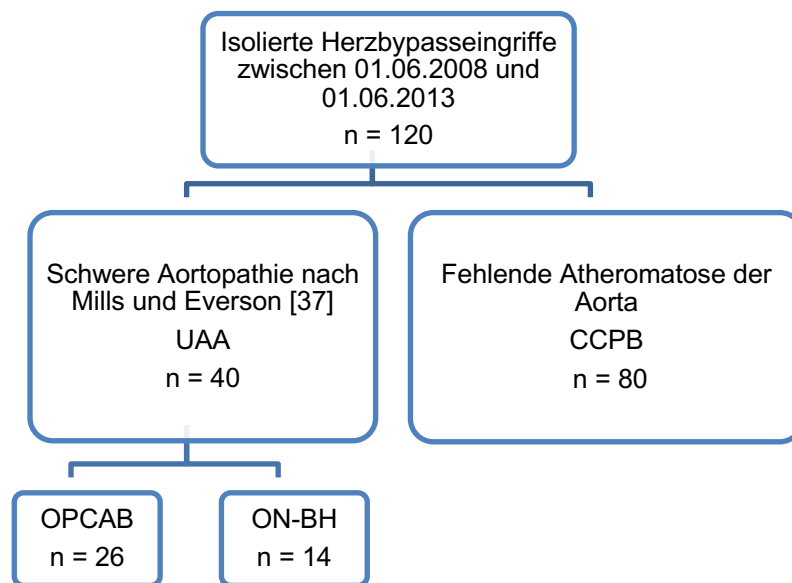 Isolierte Herzbypasseingriffe
zwischen 01.06.2008 und
01.06.2013
n = 120
Schwere Aortopathie nach
Mills und Everson [37]
UAA
n = 40
Fehlende Atheromatose der
Aorta
CCPB
n = 80
OPCAB
n = 26
ON-BH
n = 14